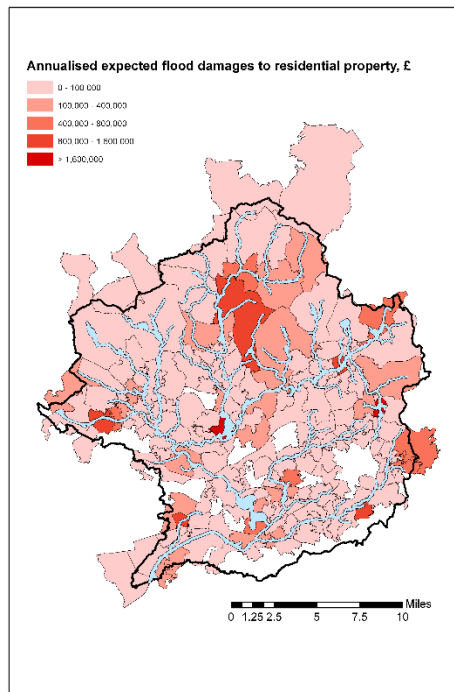 Annualised expected flood damages to residential property, £
0 - 100 000
100,000 - 400,000
400,000 - 800,000
800,000 - 1 600 000
> 1,600,000
Miles
0 1.25 2.5 5 7.5 10